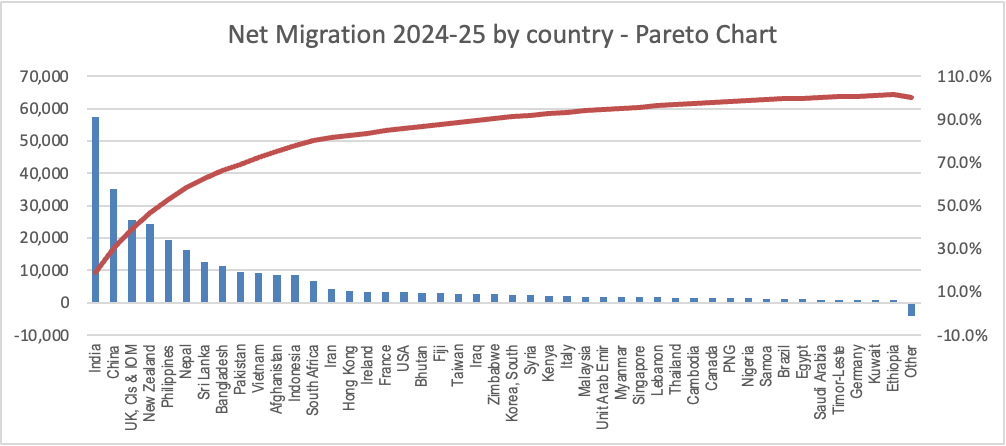 Net Migration 2024-25 by country - Pareto Chart
70,000
60,000
50,000
40,000
30,000
20,000
10,000
0
-10,000
110.0%
90.0%
70.0%
50.0%
30.0%
10.0%
-10.0%
India
China
UK, CIs & IOM
New Zealand
Philippines
Nepal
Sri Lanka
Bangladesh
Pakistan
Vietnam
Afghanistan
Indonesia
South Africa
Iran
Hong Kong
Ireland
France
USA
Bhutan
Fiji
Taiwan
Iraq
Zimbabwe
Korea, South
Syria
Kenya
Italy
Malaysia
Unit Arab Emir
Myanmar
Singapore
Lebanon
Thailand
Cambodia
Canada
PNG
Nigeria
Samoa
Brazil
Egypt
Saudi Arabia
Timor-Leste
Germany
Kuwait
Ethiopia
Other